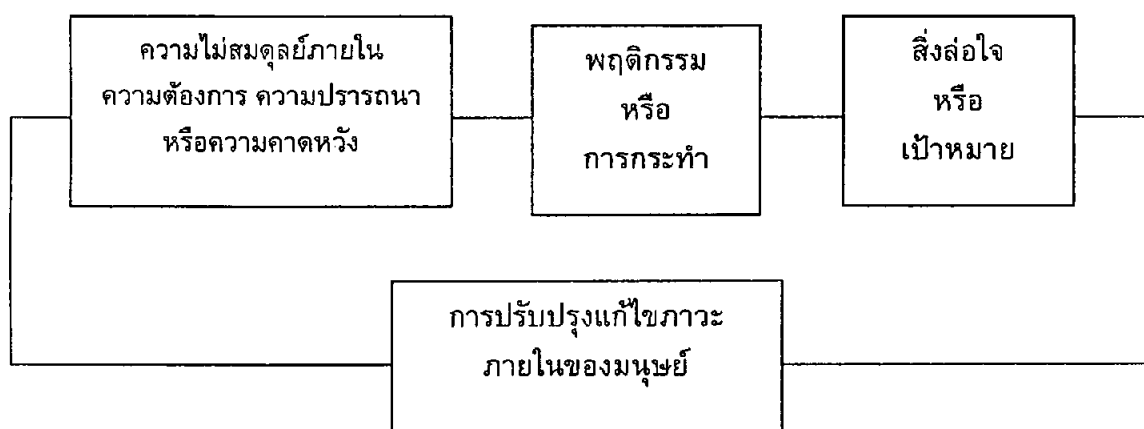 ความไม่สมดุลย์ภายใน
ความต้องการ ความปรารถนา
หรือความคาดหวัง
พฤติกรรม
หรือ
การกระทำ
สิ่งล่อใจ
หรือ
เป้าหมาย
การปรับปรุงแก้ไขภาวะ
ภายในของมนุษย์